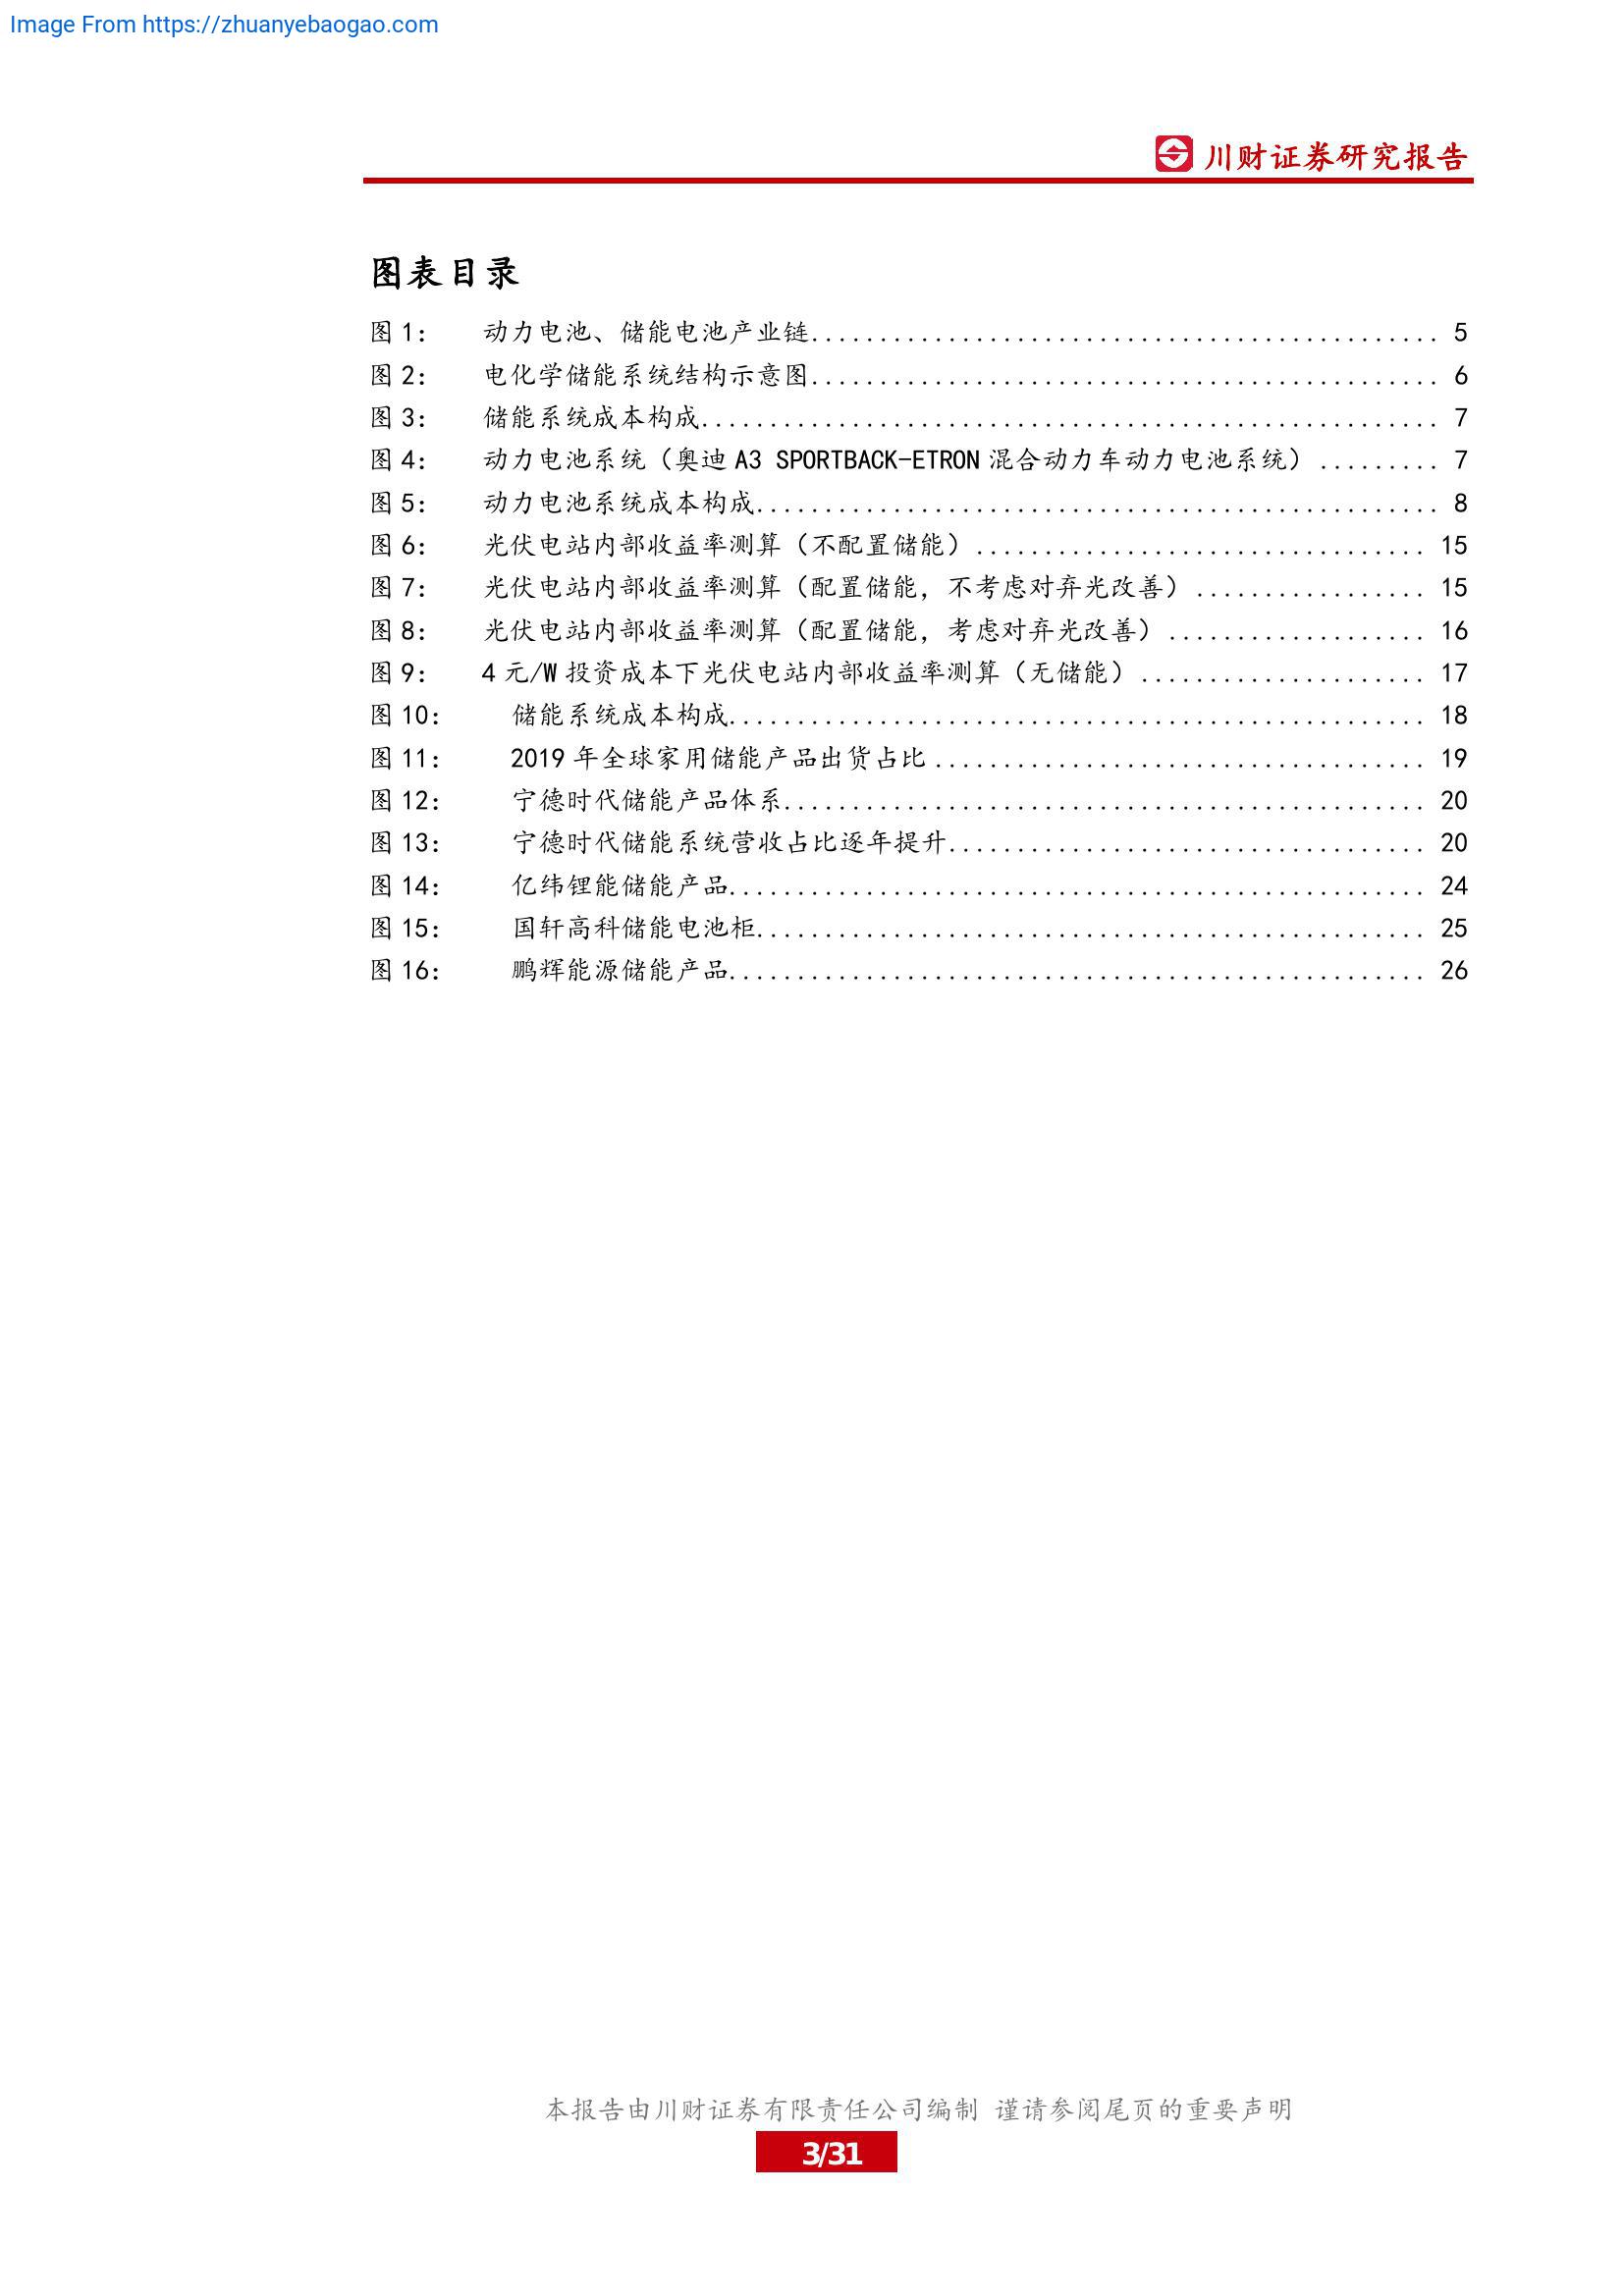 Image From https://zhuanyebaogao.com
川财证券研究报告
图表目录
图 1： 动力电池、储能电池产业链.............................................. 5
图 2： 电化学储能系统结构示意图.............................................. 6
图 3： 储能系统成本构成...................................................... 7
图 4： 动力电池系统（奥迪 A3 SPORTBACK-ETRON 混合动力车动力电池系统）......... 7
图 5： 动力电池系统成本构成.................................................. 8
图 6： 光伏电站内部收益率测算（不配置储能）................................. 15
图 7： 光伏电站内部收益率测算（配置储能，不考虑对弃光改善）................. 15
图 8： 光伏电站内部收益率测算（配置储能，考虑对弃光改善）................... 16
图 9： 4 元/W 投资成本下光伏电站内部收益率测算（无储能）..................... 17
图 10： 储能系统成本构成................................................... 18
图 11： 2019 年全球家用储能产品出货占比.................................... 19
图 12： 宁德时代储能产品体系............................................... 20
图 13： 宁德时代储能系统营收占比逐年提升................................... 20
图 14： 亿纬锂能储能产品................................................... 24
图 15： 国轩高科储能电池柜................................................. 25
图 16： 鹏辉能源储能产品................................................... 26
本报告由川财证券有限责任公司编制 谨请参阅尾页的重要声明
3/31